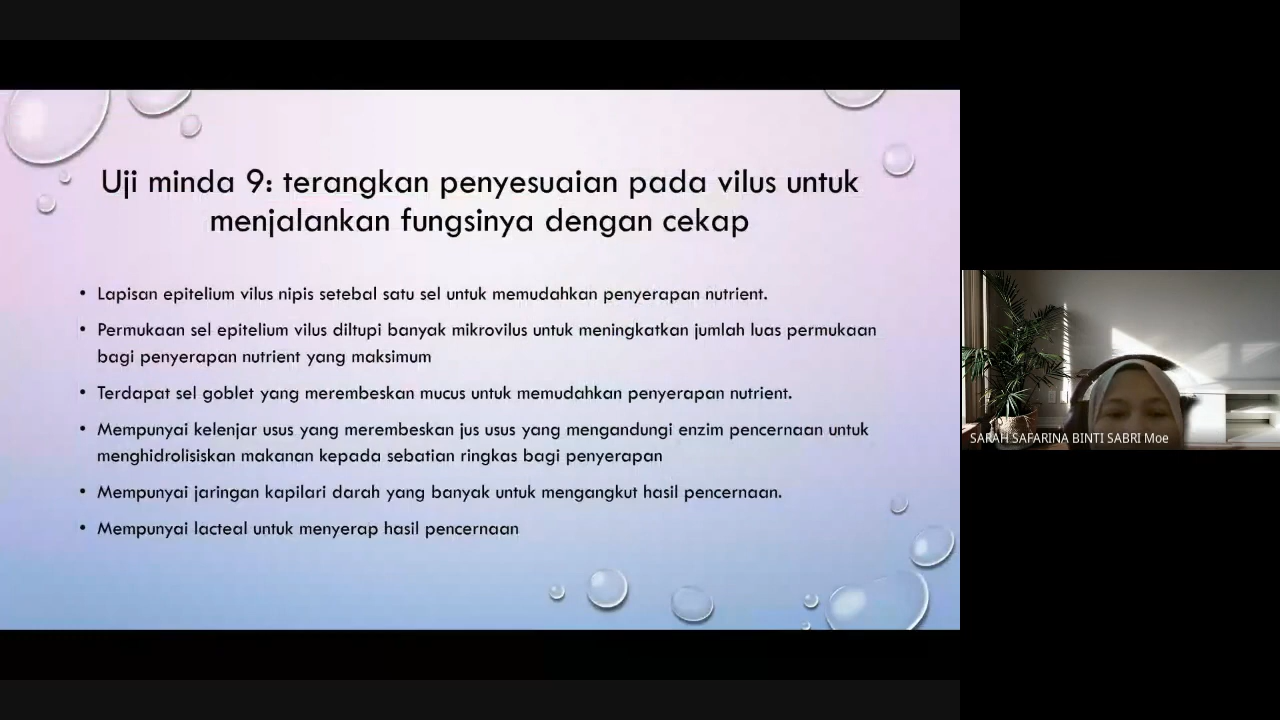 Uji minda 9: terangkan penyesuaian pada vilus untuk
menjalankan fungsinya dengan cekap
• Lapisan epitelium vilus nipis setebal satu sel untuk memudahkan penyerapan nutrient.
• Permukaan sel epitelium vilus diltupi banyak mikrovilus untuk meningkatkan jumlah luas permukaan
bagi penyerapan nutrient yang maksimum
• Terdapat sel goblet yang merembeskan mucus untuk memudahkan penyerapan nutrient.
• Mempunyai kelenjar usus yang merembeskan jus usus yang mengandungi enzim pencernaan untuk
menghidrolisiskan makanan kepada sebatian ringkas bagi penyerapan
• Mempunyai jaringan kapilari darah yang banyak untuk mengangkut hasil pencernaan.
• Mempunyai lacteal untuk menyerap hasil pencernaan
SARAH SAFARINA BINTI SABRI Moe